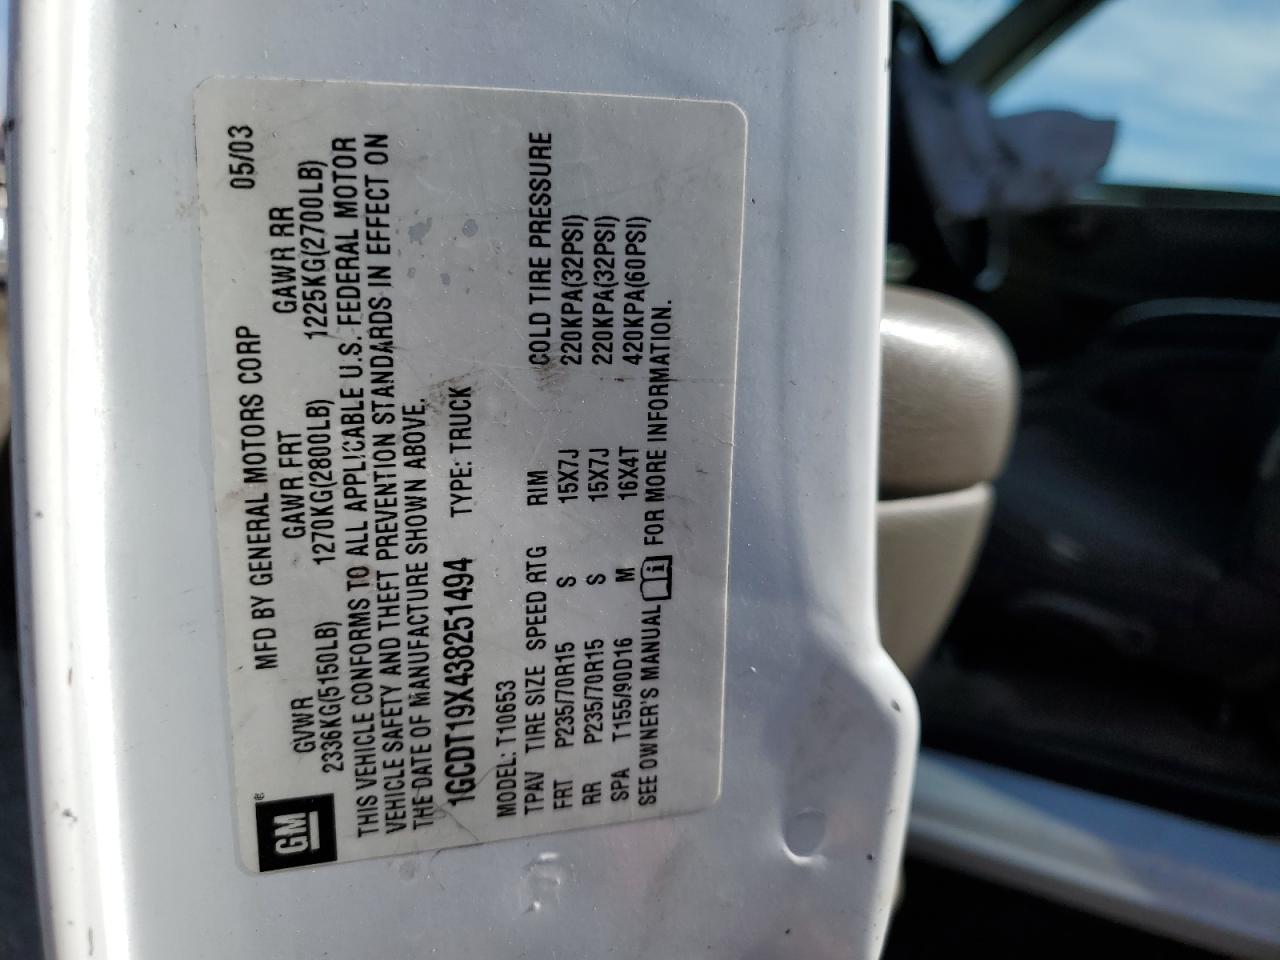 GM ®
MFD BY GENERAL MOTORS CORP 05/03
GVWR GAWR FRT GAWR RR
2336KG(5150LB) 1270KG(2800LB) 1225KG(2700LB)
THIS VEHICLE CONFORMS TO ALL APPLICABLE U.S. FEDERAL MOTOR
VEHICLE SAFETY AND THEFT PREVENTION STANDARDS IN EFFECT ON
THE DATE OF MANUFACTURE SHOWN ABOVE.
1GCDT19X438251494 TYPE: TRUCK
MODEL: T10653
TPAV TIRE SIZE SPEED RTG RIM COLD TIRE PRESSURE
FRT P235/70R15 S 15X7J 220KPA(32PSI)
RR P235/70R15 S 15X7J 220KPA(32PSI)
SPA T155/90D16 M 16X4T 420KPA(60PSI)
SEE OWNER'S MANUAL i FOR MORE INFORMATION.